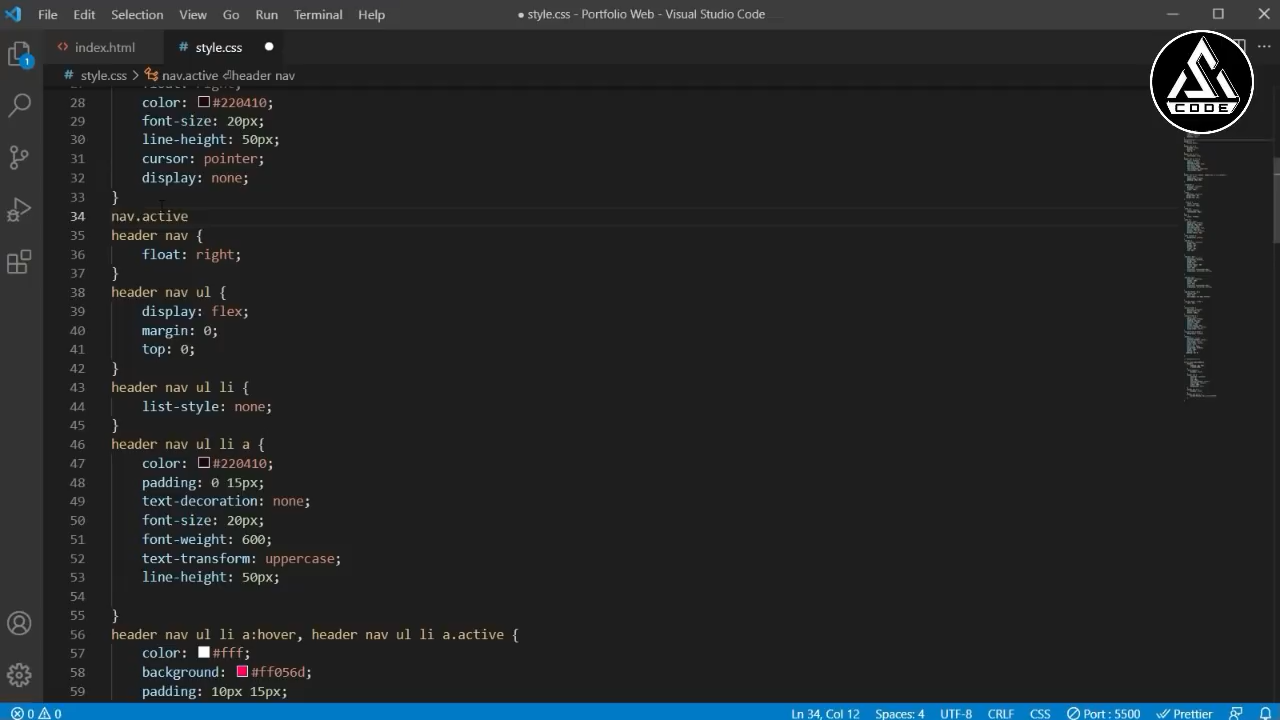 File Edit Selection View Go Run Terminal Help
● style.css - Portfolio Web - Visual Studio Code
index.html
# style.css
# style.css > nav.active ⏎header nav
CODE
1
28 color: #220410;
29 font-size: 20px;
30 line-height: 50px;
31 cursor: pointer;
32 display: none;
33 }
34 nav.active
35 header nav {
36 float: right;
37 }
38 header nav ul {
39 display: flex;
40 margin: 0;
41 top: 0;
42 }
43 header nav ul li {
44 list-style: none;
45 }
46 header nav ul li a {
47 color: #220410;
48 padding: 0 15px;
49 text-decoration: none;
50 font-size: 20px;
51 font-weight: 600;
52 text-transform: uppercase;
53 line-height: 50px;
54
55 }
56 header nav ul li a:hover, header nav ul li a.active {
57 color: #fff;
58 background: #ff056d;
59 padding: 10px 15px;
0 0 Ln 34, Col 12 Spaces: 4 UTF-8 CRLF CSS Port : 5500 Prettier